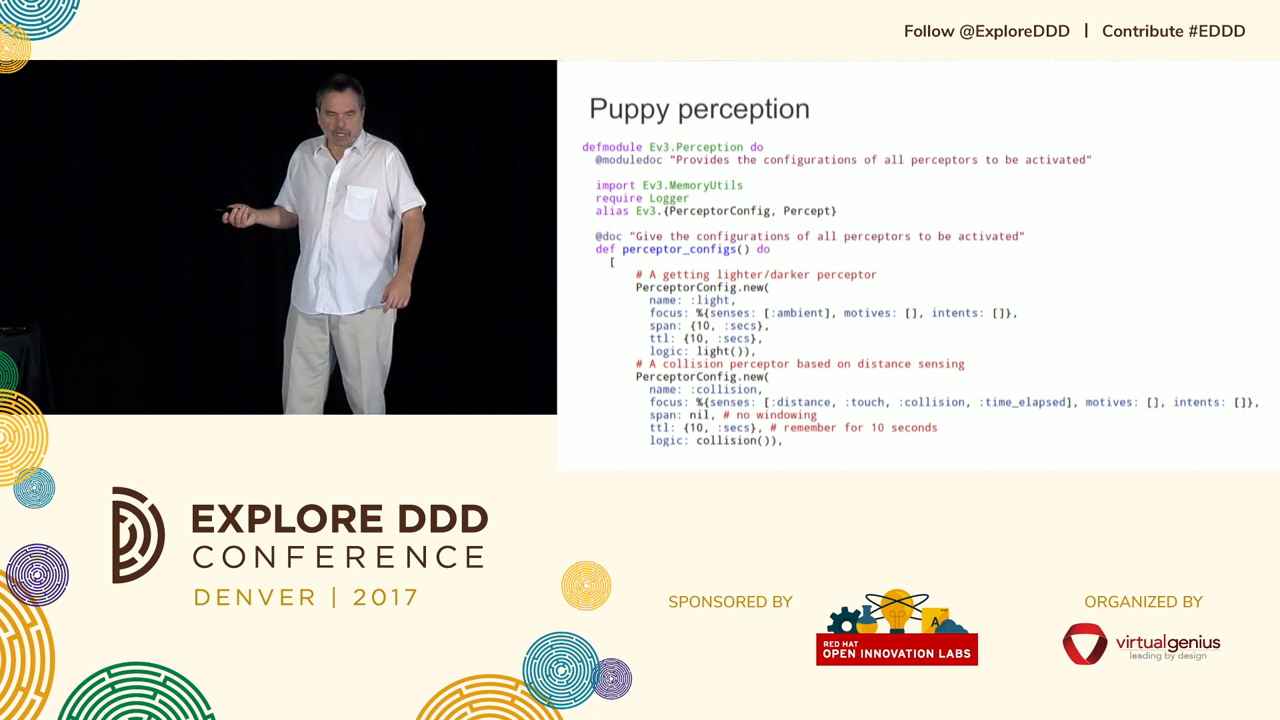 Follow @ExploreDDD | Contribute #EDDD
Puppy perception
defmodule Ev3.Perception do
@moduledoc "Provides the configurations of all perceptors to be activated"
import Ev3.MemoryUtils
require Logger
alias Ev3.{PerceptorConfig, Percept}
@doc "Give the configurations of all perceptors to be activated"
def perceptor_configs() do
[
# A getting lighter/darker perceptor
PerceptorConfig.new(
name: :light,
focus: %{senses: [:ambient], motives: [], intents: []},
span: {10, :secs},
ttl: {10, :secs},
logic: light()),
# A collision perceptor based on distance sensing
PerceptorConfig.new(
name: :collision,
focus: %{senses: [:distance, :touch, :collision, :time_elapsed], motives: [], intents: []},
span: nil, # no windowing
ttl: {10, :secs}, # remember for 10 seconds
logic: collision()),
EXPLORE DDD
CONFERENCE
DENVER | 2017
SPONSORED BY
A
RED HAT
OPEN INNOVATION LABS
ORGANIZED BY
virtualgenius
leading by design